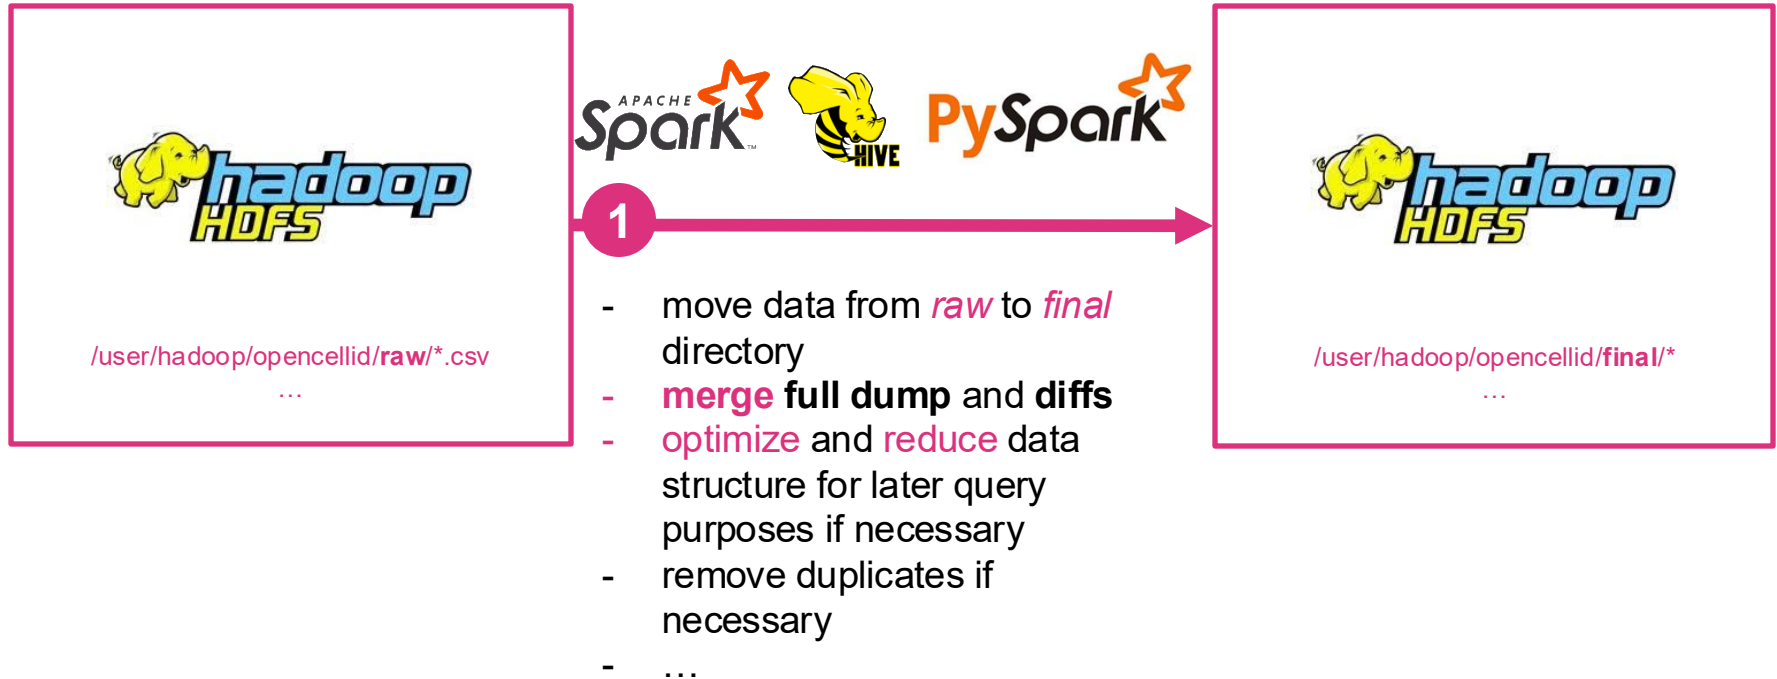 hadoop
HDFS
/user/hadoop/opencellid/raw/*.csv
…
APACHE
Spark™
HIVE
PySpark
1
- move data from raw to final
directory
- merge full dump and diffs
- optimize and reduce data
structure for later query
purposes if necessary
- remove duplicates if
necessary
- …
hadoop
HDFS
/user/hadoop/opencellid/final/*
…